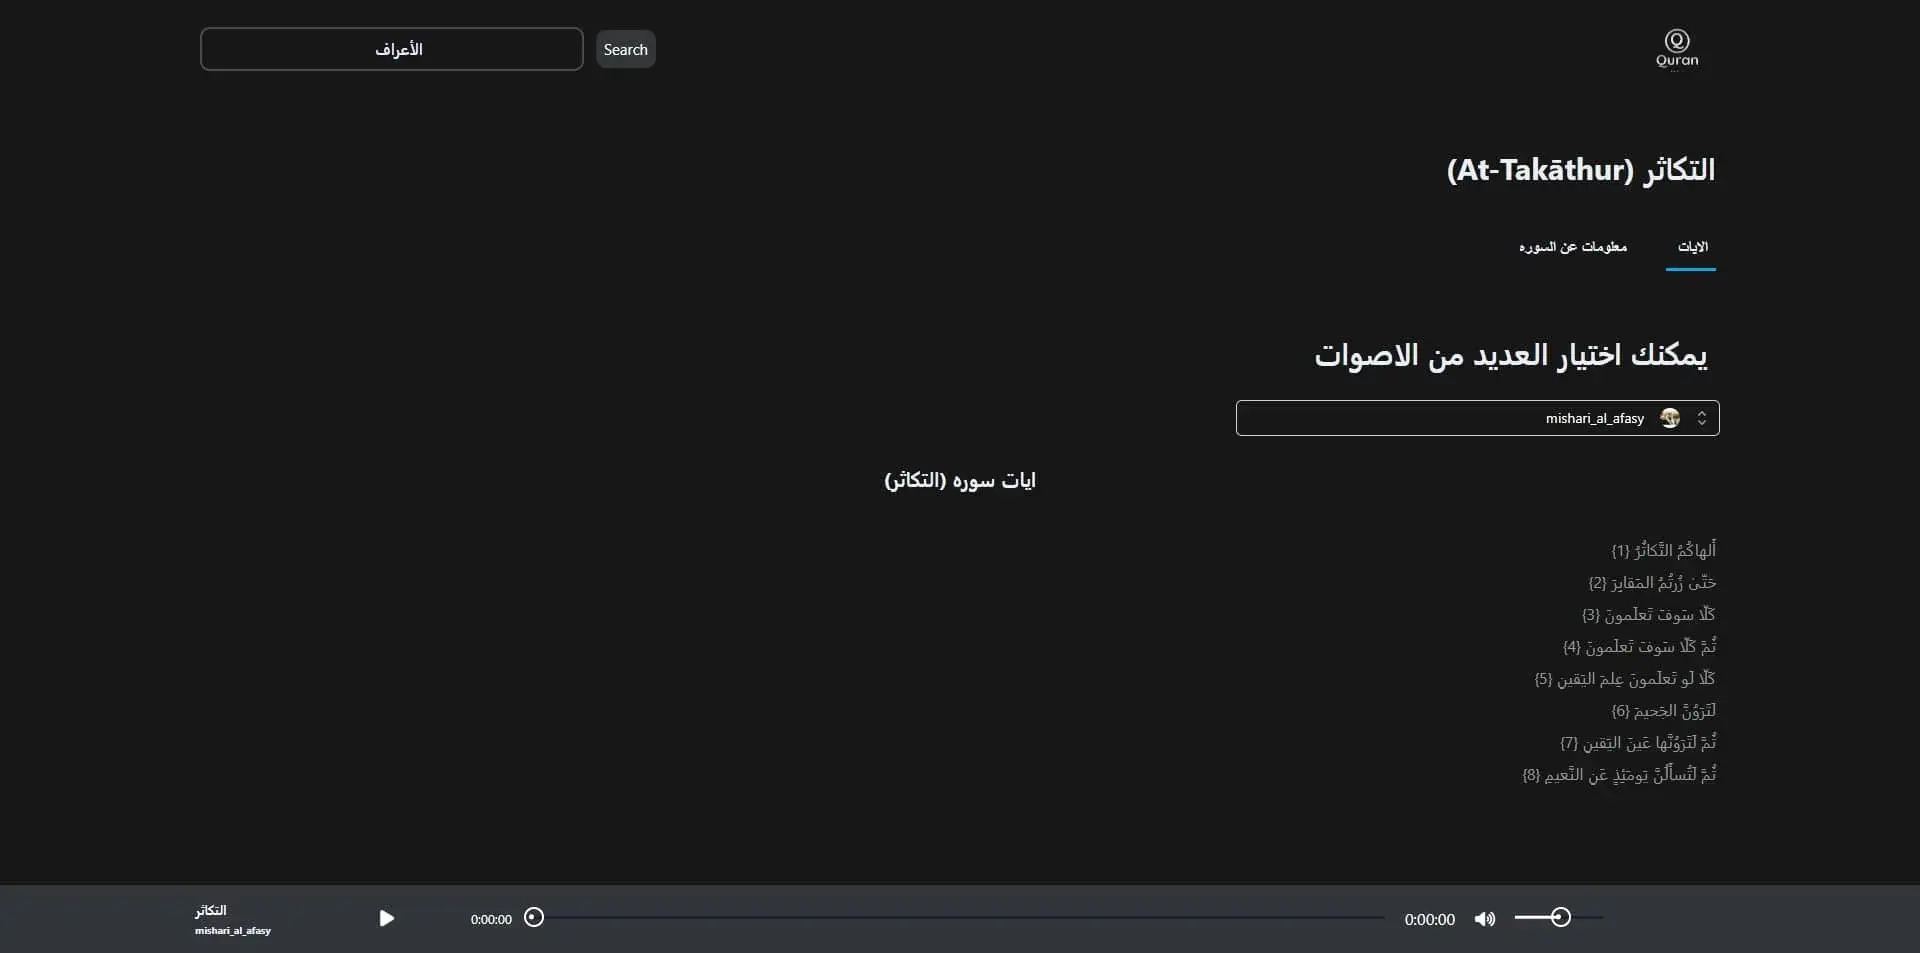 الأعراف
Search
Q
Quran
التكاثر (At-Takāthur)
الايات
معلومات عن السوره
يمكنك اختيار العديد من الاصوات
mishari_al_afasy
ايات سوره (التكاثر)
أَلهاكُمُ التَّكاثُرُ {1}
حَتّىٰ زُرتُمُ المَقابِرَ {2}
كَلّا سَوفَ تَعلَمونَ {3}
ثُمَّ كَلّا سَوفَ تَعلَمونَ {4}
كَلّا لَو تَعلَمونَ عِلمَ اليَقينِ {5}
لَتَرَوُنَّ الجَحيمَ {6}
ثُمَّ لَتَرَوُنَّها عَينَ اليَقينِ {7}
ثُمَّ لَتُسأَلُنَّ يَومَئِذٍ عَنِ النَّعيمِ {8}
التكاثر
mishari_al_afasy
0:00:00
0:00:00